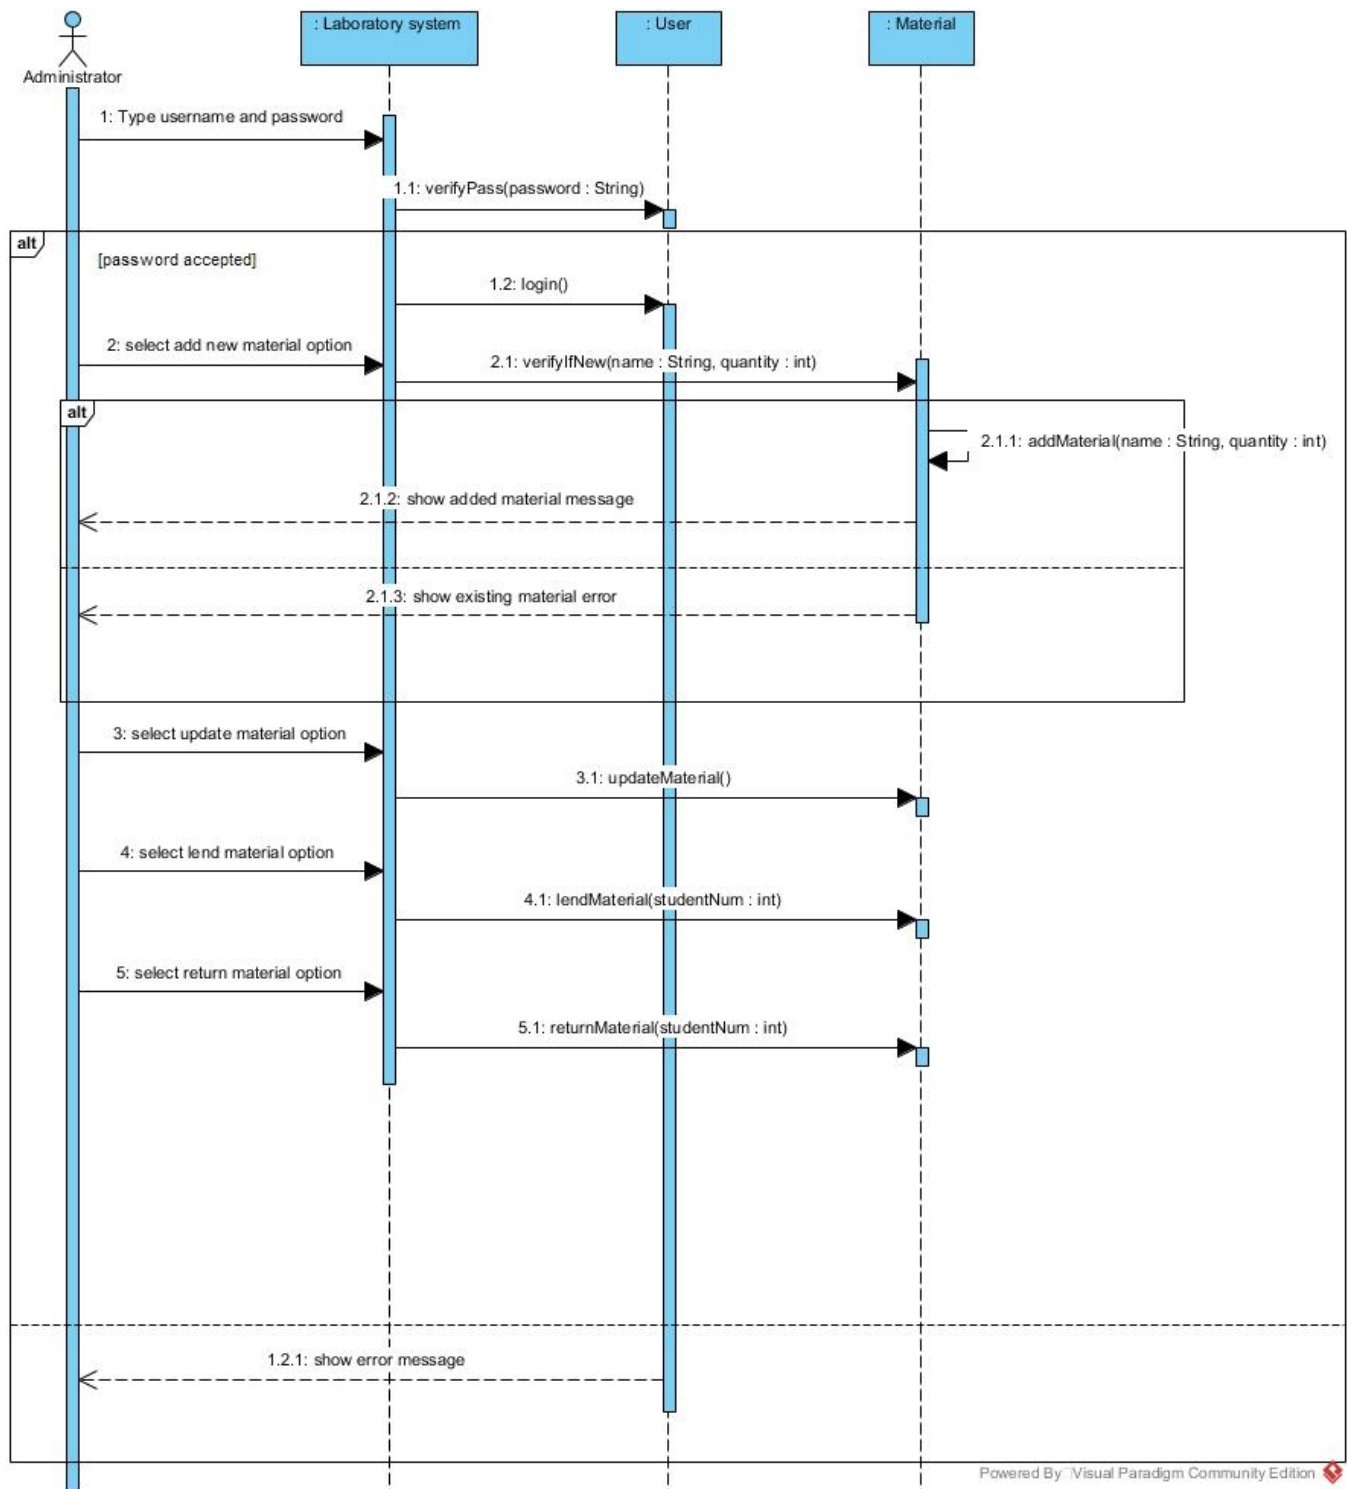 : Laboratory system
: User
: Material
Administrator
1: Type username and password
1.1: verifyPass(password : String)
alt
[password accepted]
1.2: login()
2: select add new material option
2.1: verifyIfNew(name : String, quantity : int)
alt
2.1.1: addMaterial(name : String, quantity : int)
2.1.2: show added material message
2.1.3: show existing material error
3: select update material option
3.1: updateMaterial()
4: select lend material option
4.1: lendMaterial(studentNum : int)
5: select return material option
5.1: returnMaterial(studentNum : int)
1.2.1: show error message
Powered By Visual Paradigm Community Edition